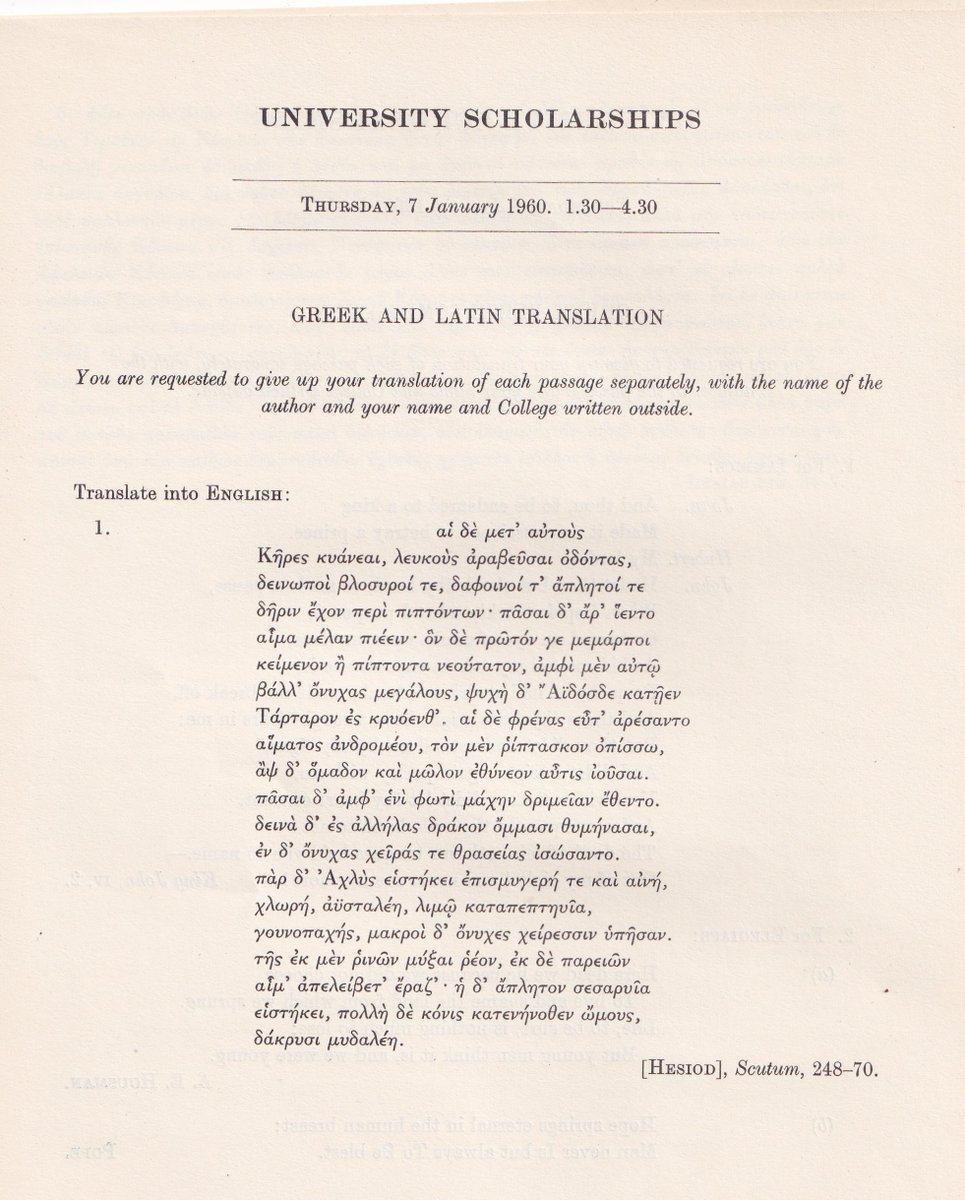 UNIVERSITY SCHOLARSHIPS
THURSDAY, 7 January 1960. 1.30—4.30
GREEK AND LATIN TRANSLATION
You are requested to give up your translation of each passage separately, with the name of the
author and your name and College written outside.
Translate into ENGLISH:
1. αἱ δὲ μετ' αὐτοὺς
Κῆρες κυάνεαι, λευκοὺς ἀραβεῦσαι ὀδόντας,
δεινωποὶ βλοσυροί τε, δαφοινοί τ' ἄπλητοί τε
δῆριν ἔχον περὶ πιπτόντων· πᾶσαι δ' ἄρ' ἵεντο
αἷμα μέλαν πιέειν· ὃν δὲ πρῶτόν γε μεμάρποι
κείμενον ἢ πίπτοντα νεούτατον, ἀμφὶ μὲν αὐτῷ
βάλλ' ὄνυχας μεγάλους, ψυχὴ δ' Ἄϊδόσδε κατῇεν
Τάρταρον ἐς κρυόενθ'. αἱ δὲ φρένας εὖτ' ἀρέσαντο
αἵματος ἀνδρομέου, τὸν μὲν ῥίπτασκον ὀπίσσω,
ἂψ δ' ὅμαδον καὶ μῶλον ἐθύνεον αὖτις ἰοῦσαι.
πᾶσαι δ' ἀμφ' ἑνὶ φωτὶ μάχην δριμεῖαν ἔθεντο.
δεινὰ δ' ἐς ἀλλήλας δράκον ὄμμασι θυμήνασαι,
ἐν δ' ὄνυχας χεῖράς τε θρασείας ἰσώσαντο.
πὰρ δ' Ἀχλὺς εἱστήκει ἐπισμυγερή τε καὶ αἰνή,
χλωρή, ἀϋσταλέη, λιμῷ καταπεπτηυῖα,
γουνοπαχής, μακροὶ δ' ὄνυχες χείρεσσιν ὑπῆσαν.
τῆς ἐκ μὲν ῥινῶν μύξαι ῥέον, ἐκ δὲ παρειῶν
αἷμ' ἀπελείβετ' ἔραζ'· ἡ δ' ἄπλητον σεσαρυῖα
εἱστήκει, πολλὴ δὲ κόνις κατενήνοθεν ὤμους,
δάκρυσι μυδαλέη.
[HESIOD], Scutum, 248–70.